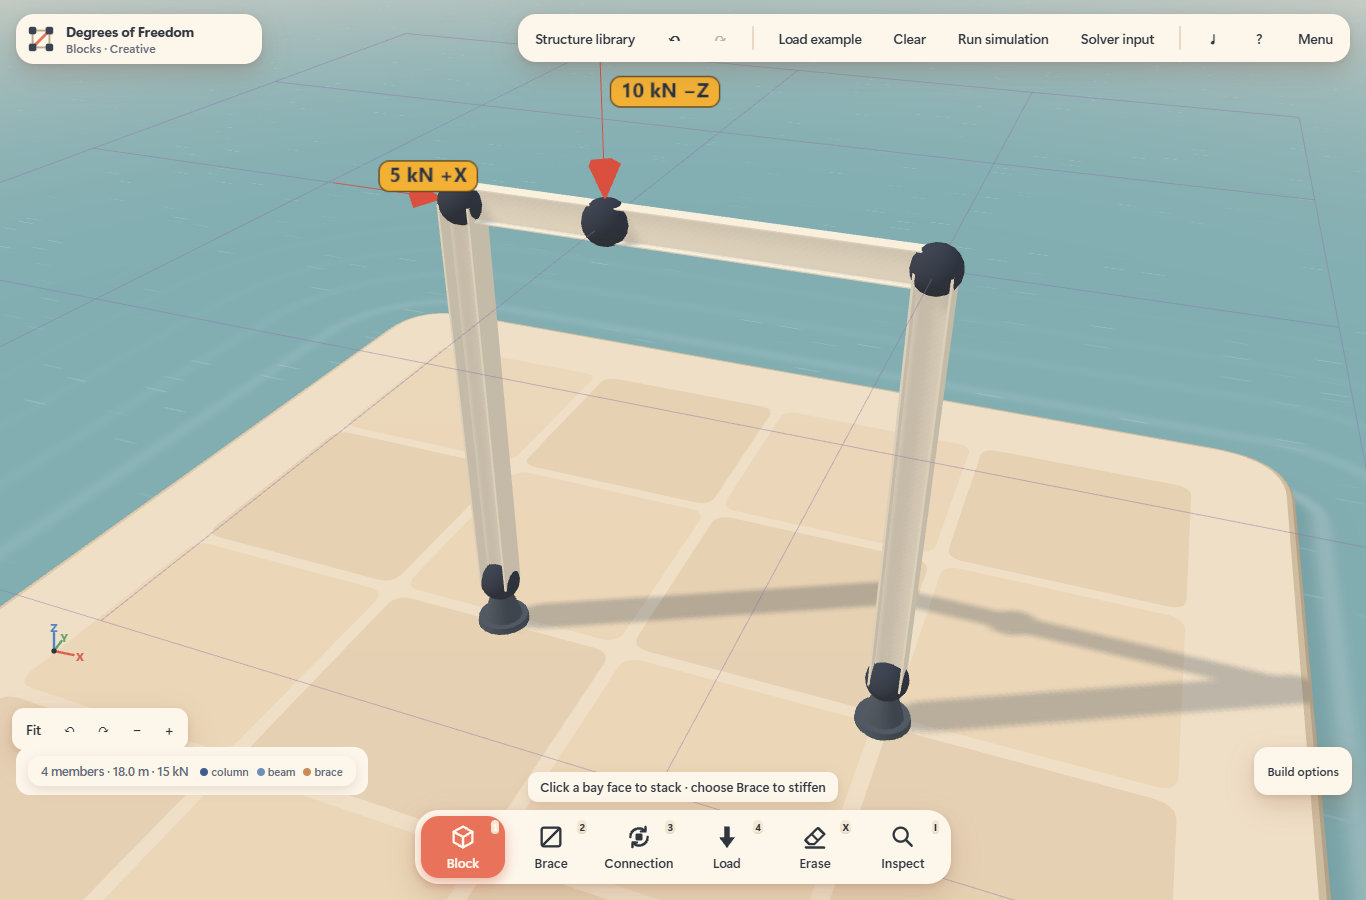 Degrees of Freedom
Blocks · Creative
Structure library
Load example
Clear
Run simulation
Solver input
?
Menu
10 kN −Z
5 kN +X
Z
Y
X
Fit
−
+
4 members · 18.0 m · 15 kN
column
beam
brace
Build options
Click a bay face to stack · choose Brace to stiffen
Block
2
Brace
3
Connection
4
Load
X
Erase
I
Inspect